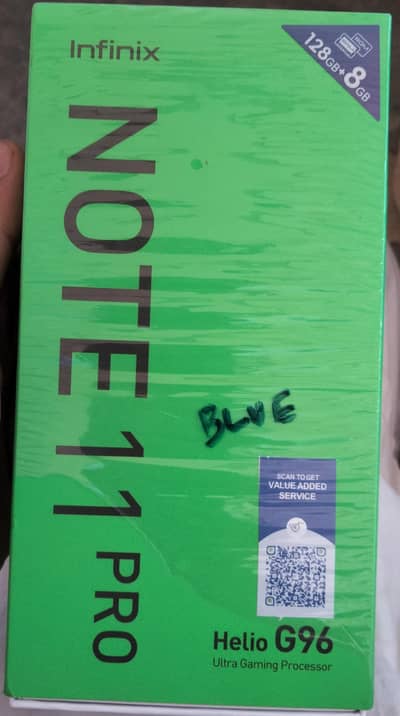 Infinix
128GB+8GB
NOTE 11 PRO
BLUE
SCAN TO GET
VALUE ADDED
SERVICE
Helio G96
Ultra Gaming Processor